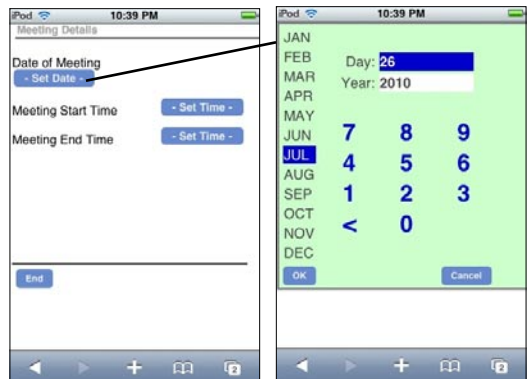 iPod 10:39 PM
Meeting Details
Date of Meeting
- Set Date -
Meeting Start Time - Set Time -
Meeting End Time - Set Time -
End
2
iPod 10:39 PM
JAN
FEB
MAR
APR
MAY
JUN
JUL
AUG
SEP
OCT
NOV
DEC
Day: 26
Year: 2010
7 8 9
4 5 6
1 2 3
< 0
OK Cancel
2